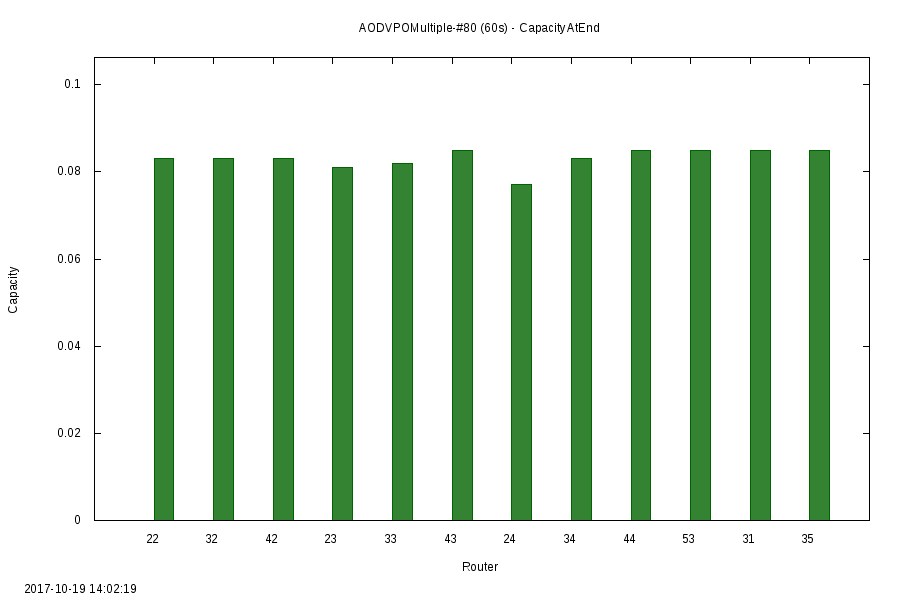 AODVPOMultiple-#80 (60s) - CapacityAtEnd
0.1
0.08
0.06
0.04
0.02
0
Capacity
22 32 42 23 33 43 24 34 44 53 31 35
Router
2017-10-19 14:02:19